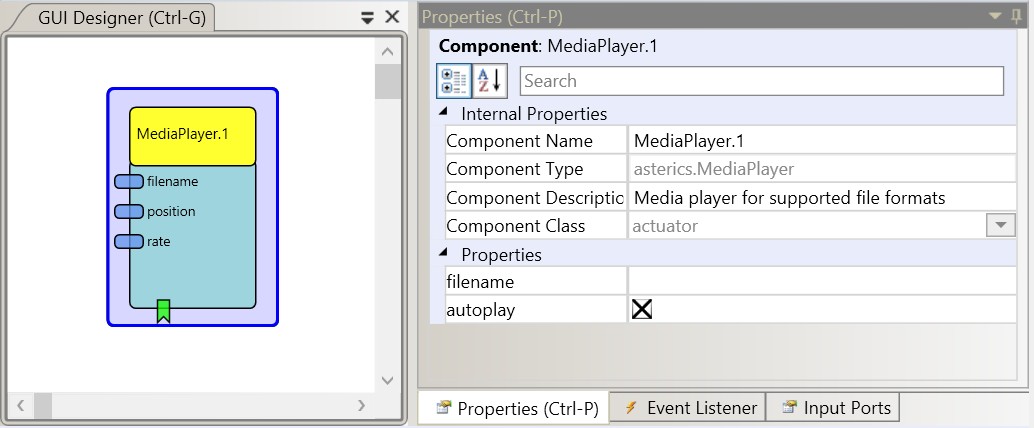 GUI Designer (Ctrl-G)
MediaPlayer.1
filename
position
rate
Properties (Ctrl-P)
Component: MediaPlayer.1
A
Z
Search
Internal Properties
Component Name MediaPlayer.1
Component Type asterics.MediaPlayer
Component Descriptio Media player for supported file formats
Component Class actuator
Properties
filename
autoplay
Properties (Ctrl-P) Event Listener Input Ports